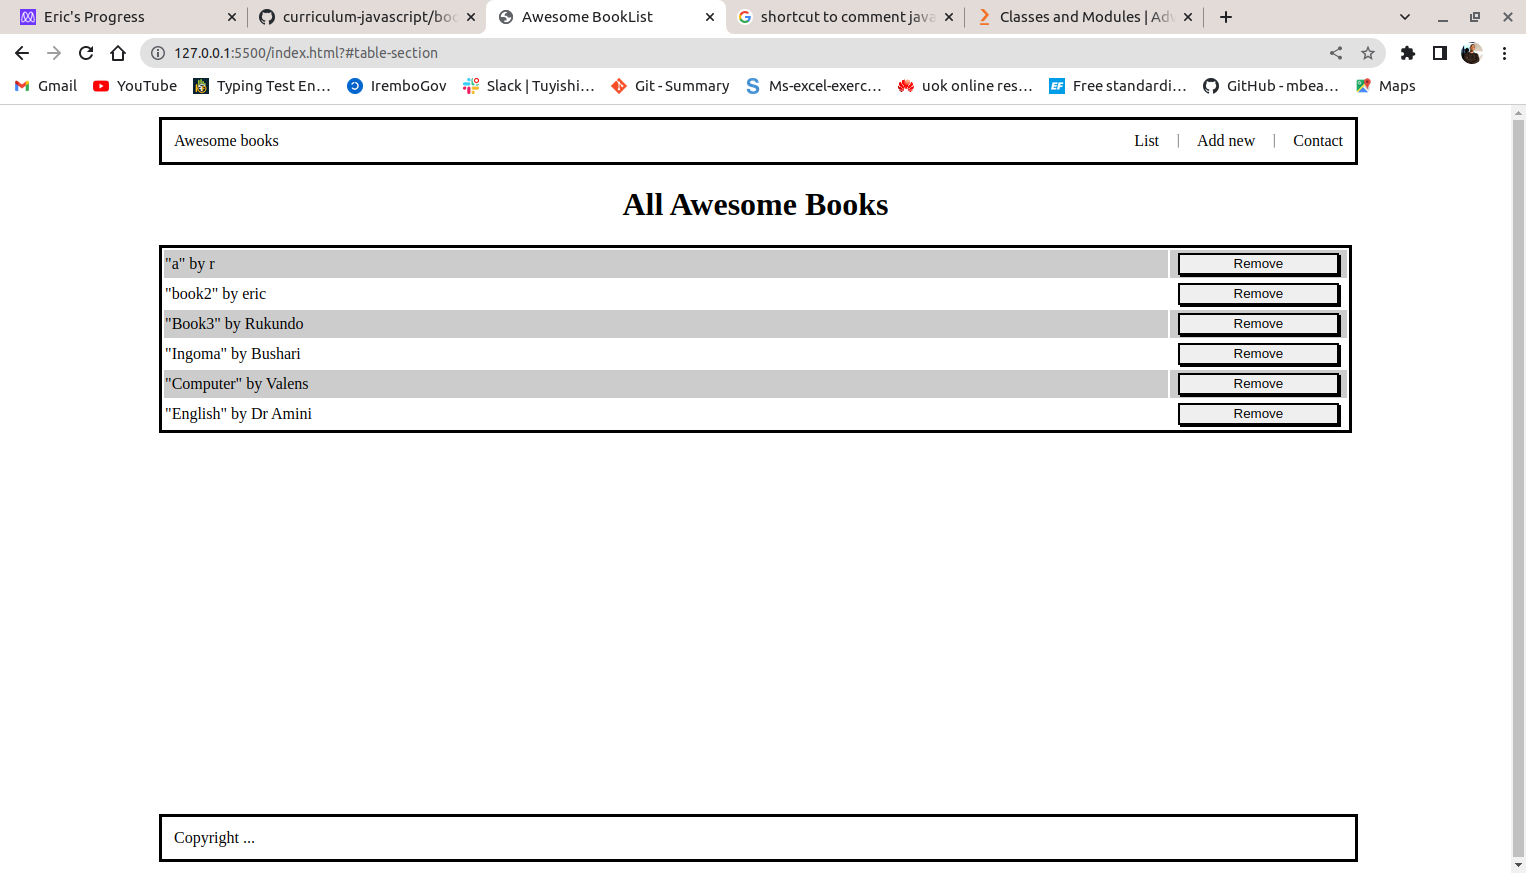 Eric's Progress
curriculum-javascript/boo
Awesome BookList
shortcut to comment java
Classes and Modules | Adv
127.0.0.1:5500/index.html?#table-section
Gmail
YouTube
Typing Test En…
IremboGov
Slack | Tuyishi…
Git - Summary
Ms-excel-exerc…
uok online res…
Free standardi…
GitHub - mbea…
Maps
Awesome books
List | Add new | Contact
All Awesome Books
"a" by r Remove
"book2" by eric Remove
"Book3" by Rukundo Remove
"Ingoma" by Bushari Remove
"Computer" by Valens Remove
"English" by Dr Amini Remove
Copyright ...